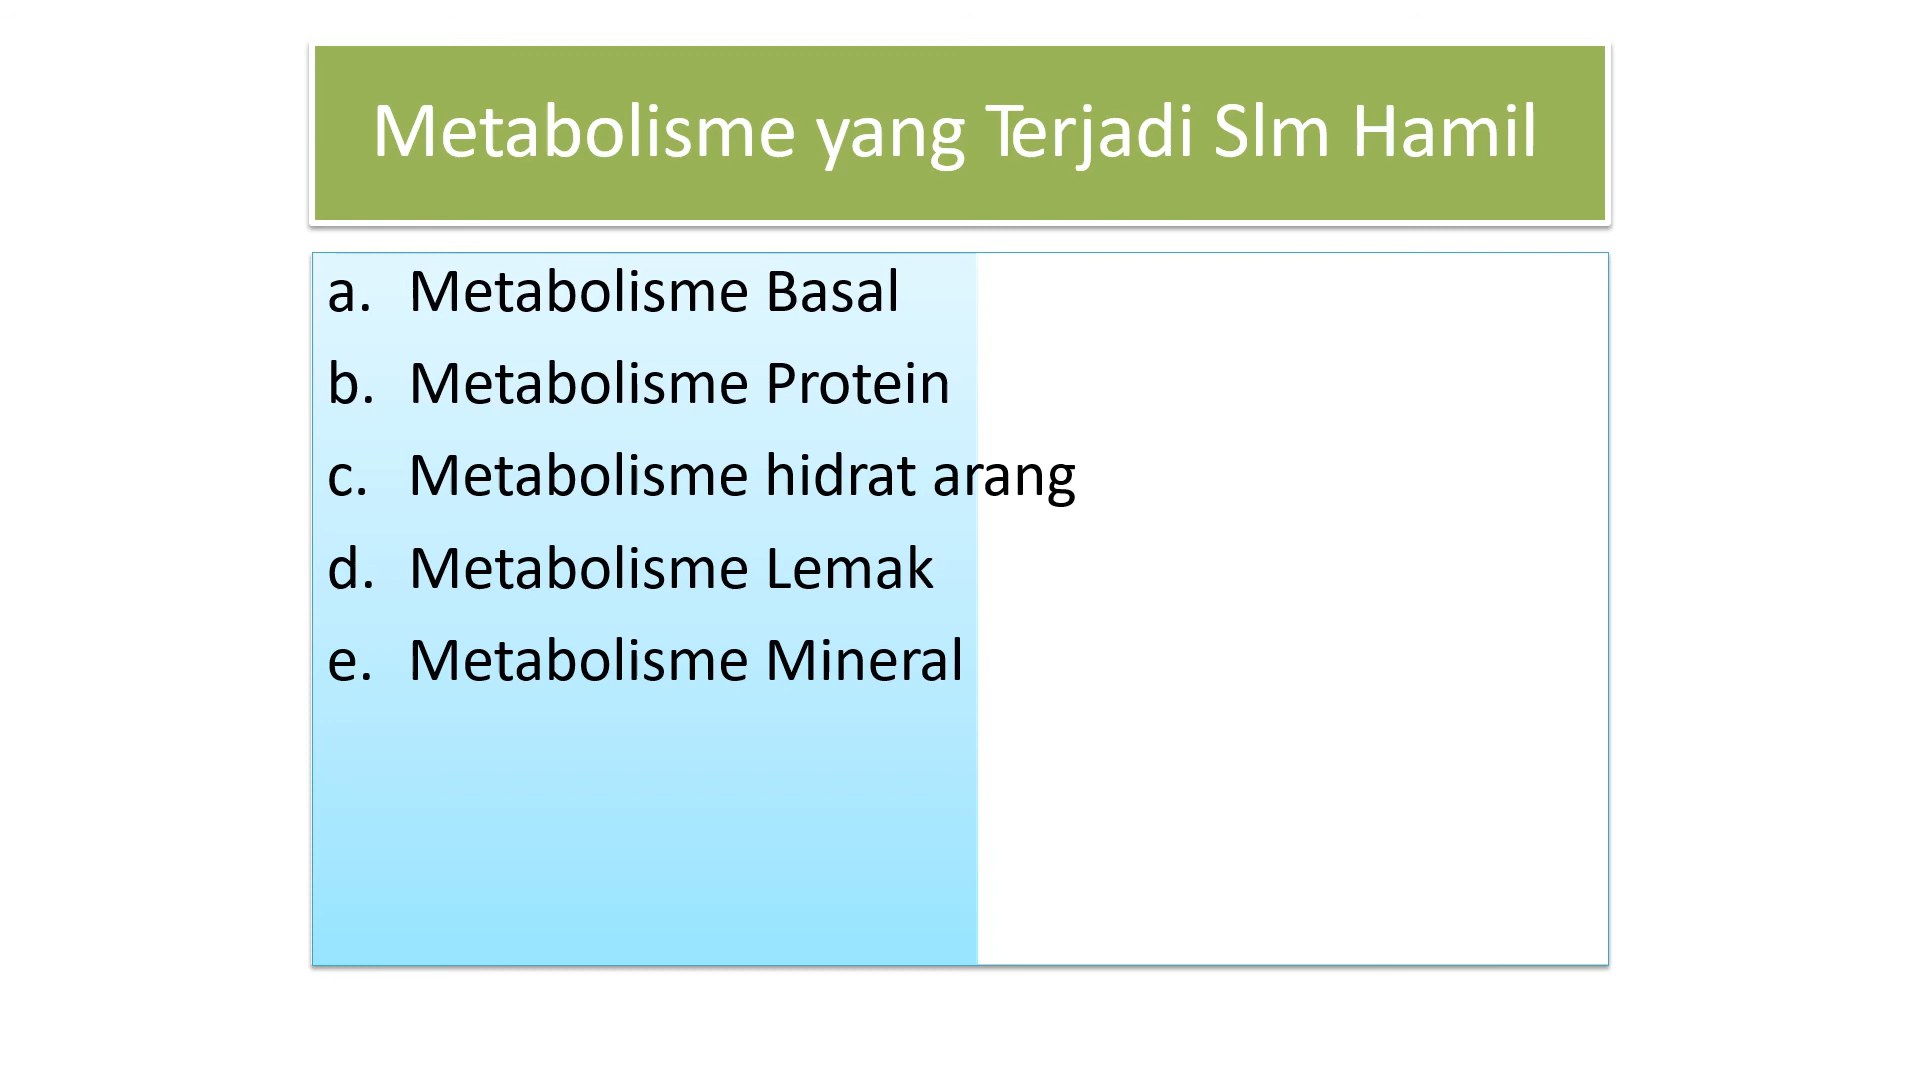 Metabolisme yang Terjadi Slm Hamil
a. Metabolisme Basal
b. Metabolisme Protein
c. Metabolisme hidrat arang
d. Metabolisme Lemak
e. Metabolisme Mineral